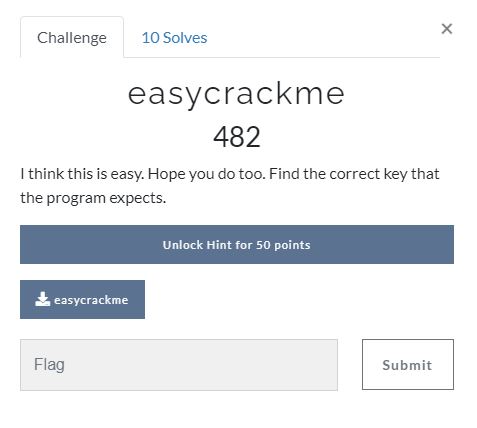 Challenge
10 Solves
×
easycrackme
482
I think this is easy. Hope you do too. Find the correct key that
the program expects.
Unlock Hint for 50 points
easycrackme
Flag
Submit